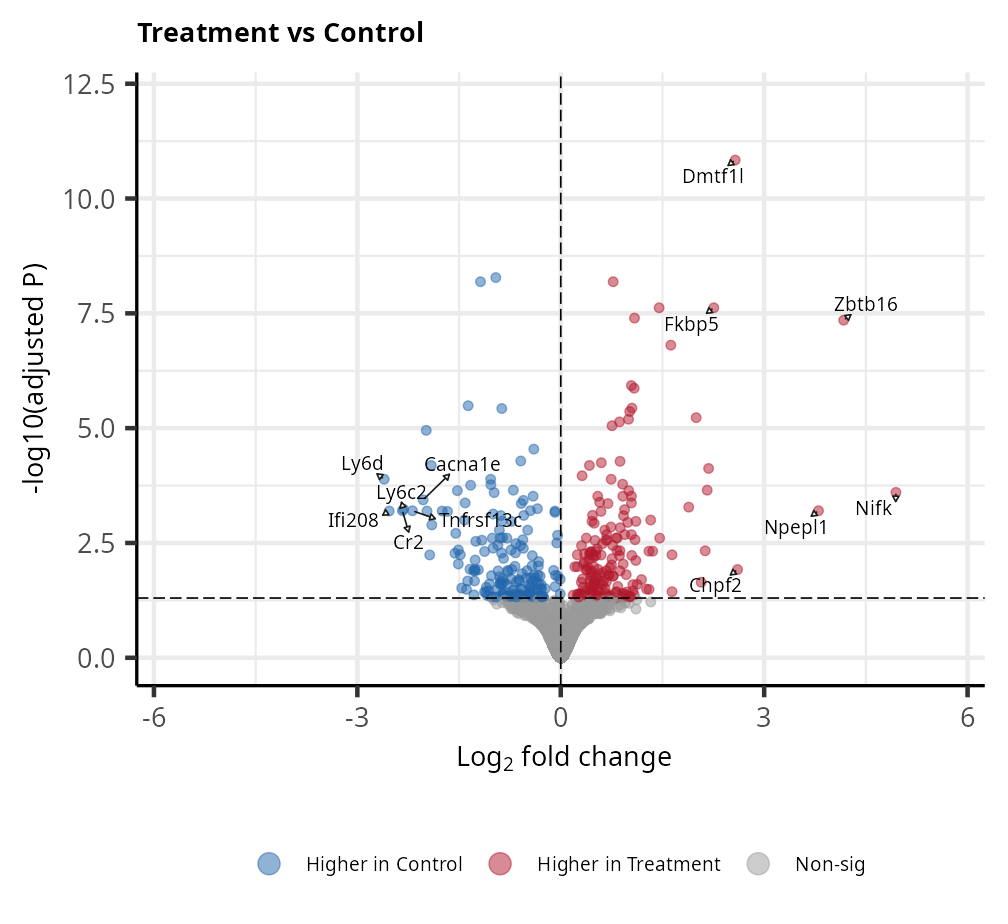 Treatment vs Control
12.5
10.0
7.5
5.0
2.5
0.0
-log10(adjusted P)
Dmtf1l
Zbtb16
Fkbp5
Ly6d
Cacna1e
Ly6c2
Nifk
Ifi208
Tnfrsf13c
Npepl1
Cr2
Chpf2
-6
-3
0
3
6
Log₂ fold change
Higher in Control
Higher in Treatment
Non-sig